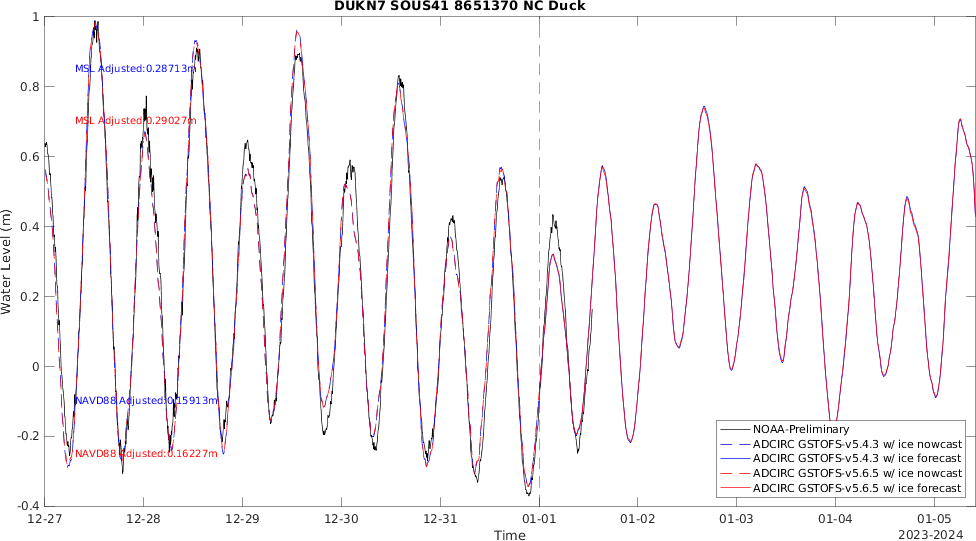 DUKN7 SOUS41 8651370 NC Duck
1
0.8
0.6
0.4
0.2
0
-0.2
-0.4
Water Level (m)
MSL Adjusted:0.28713m
MSL Adjusted:0.29027m
NAVD88 Adjusted:0.15913m
NAVD88 Adjusted:0.16227m
NOAA-Preliminary
ADCIRC GSTOFS-v5.4.3 w/ ice nowcast
ADCIRC GSTOFS-v5.4.3 w/ ice forecast
ADCIRC GSTOFS-v5.6.5 w/ ice nowcast
ADCIRC GSTOFS-v5.6.5 w/ ice forecast
12-27 12-28 12-29 12-30 12-31 01-01 01-02 01-03 01-04 01-05
Time
2023-2024